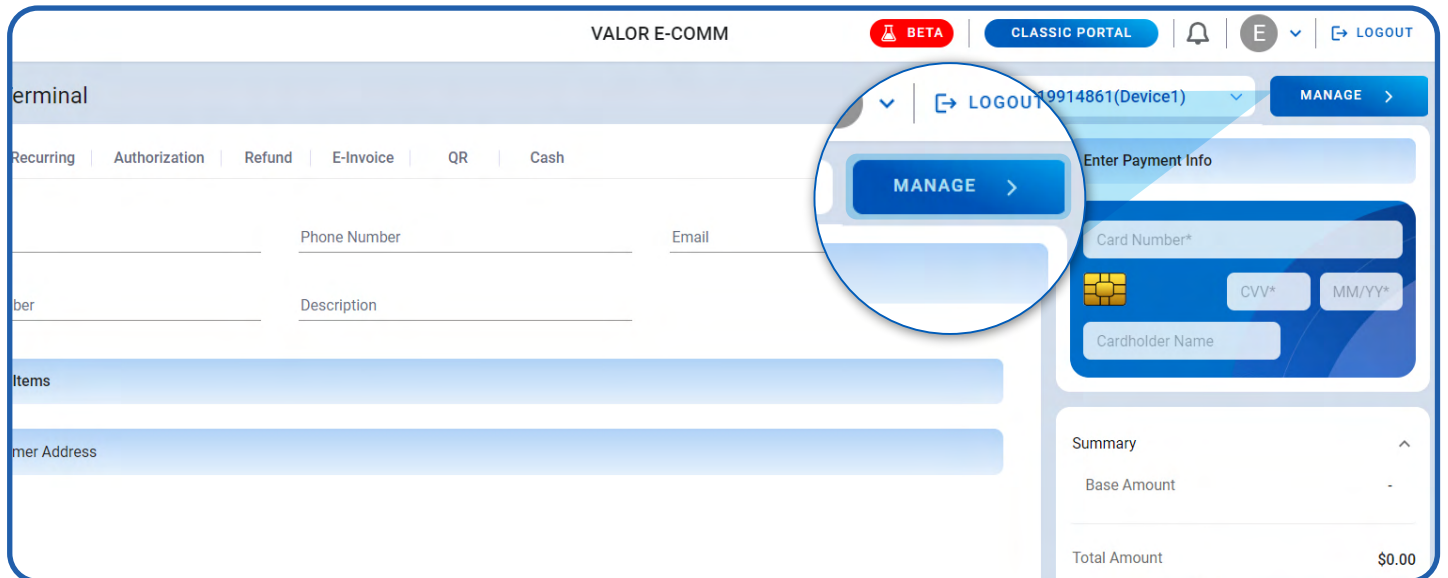 VALOR E-COMM
BETA
CLASSIC PORTAL
E
LOGOUT
erminal
19914861(Device1)
MANAGE
LOGOUT
MANAGE
Recurring
Authorization
Refund
E-Invoice
QR
Cash
Phone Number
Email
ber
Description
Items
mer Address
Enter Payment Info
Card Number*
CVV*
MM/YY*
Cardholder Name
Summary
Base Amount
-
Total Amount
$0.00